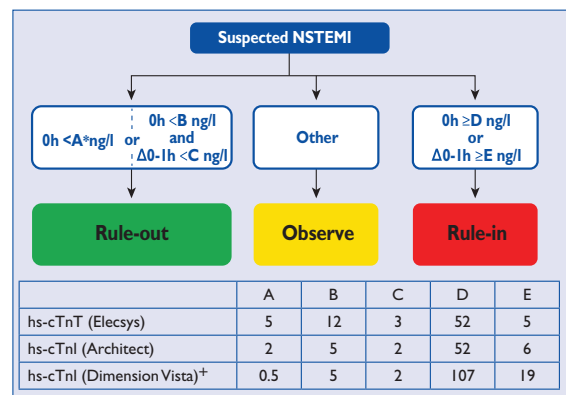 Suspected NSTEMI
0h <A*ng/l or
0h <B ng/l
and
Δ0-1h <C ng/l
Other
0h ≥D ng/l
or
Δ0-1h ≥E ng/l
Rule-out
Observe
Rule-in
A B C D E
hs-cTnT (Elecsys) 5 12 3 52 5
hs-cTnI (Architect) 2 5 2 52 6
hs-cTnI (Dimension Vista)+ 0.5 5 2 107 19